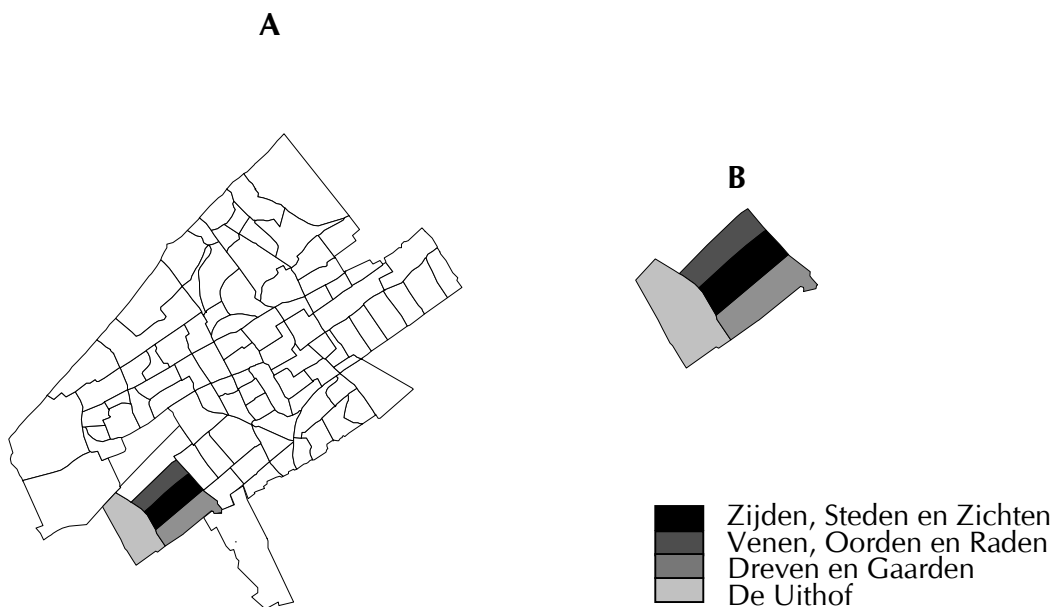 A
B
Zijden, Steden en Zichten
Venen, Oorden en Raden
Dreven en Gaarden
De Uithof